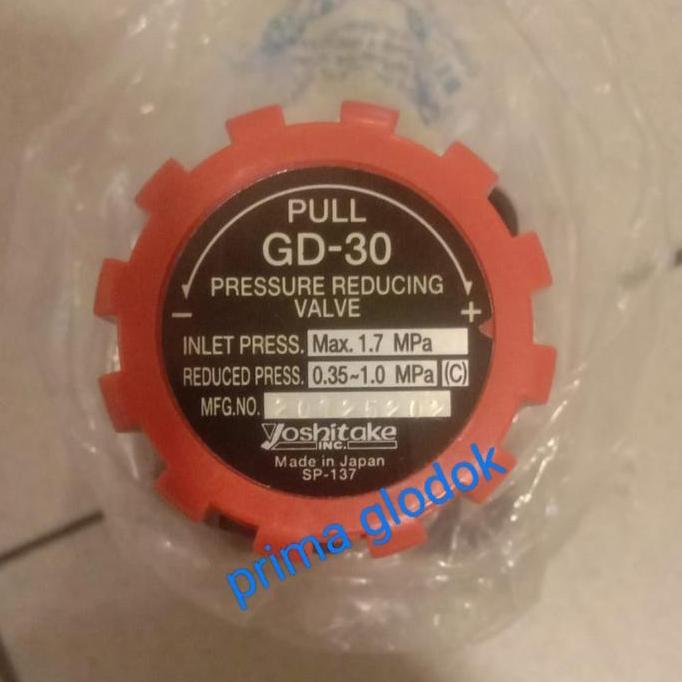 PULL
GD-30
PRESSURE REDUCING
VALVE
− +
INLET PRESS. Max. 1.7 MPa
REDUCED PRESS. 0.35~1.0 MPa (C)
MFG.NO.
Yoshitake
INC.
Made in Japan
SP-137
prima glodok